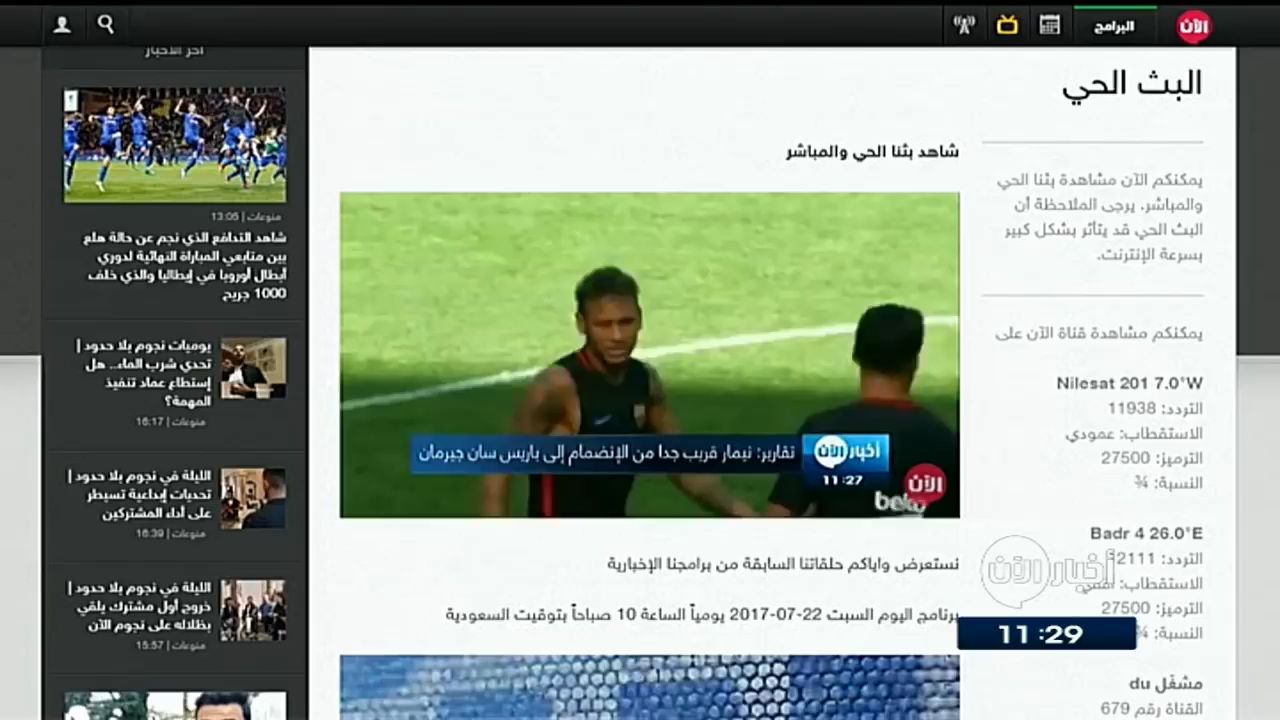 الآن
البرامج
البث الحي
يمكنكم الآن مشاهدة بثنا الحي
والمباشر. يرجى الملاحظة أن
البث الحي قد يتأثر بشكل كبير
بسرعة الإنترنت.
يمكنكم مشاهدة قناة الآن على
Nilesat 201 7.0°W
التردد: 11938
الاستقطاب: عمودي
الترميز: 27500
النسبة: ¾
Badr 4 26.0°E
التردد: 12111
الاستقطاب:
الترميز: 27500
النسبة: ¾
مشغّل du
القناة رقم 679
أخبار الآن
11:29
شاهد بثنا الحي والمباشر
تقارير: نيمار قريب جدا من الإنضمام إلى باريس سان جيرمان
أخبار الآن
11:27
الآن
beko
نستعرض واياكم حلقاتنا السابقة من برامجنا الإخبارية
برنامج اليوم السبت 22-07-2017 يومياً الساعة 10 صباحاً بتوقيت السعودية
آخر الأخبار
منوعات | 13:05
شاهد التدافع الذي نجم عن حالة هلع
بين متابعي المباراة النهائية لدوري
أبطال أوروبا في إيطاليا والذي خلف
1000 جريح
يوميات نجوم بلا حدود |
تحدي شرب الماء.. هل
إستطاع عماد تنفيذ
المهمة؟
منوعات | 16:17
الليلة في نجوم بلا حدود |
تحديات إبداعية تسيطر
على أداء المشتركين
منوعات | 16:39
الليلة في نجوم بلا حدود |
خروج أول مشترك يلقي
بظلاله على نجوم الآن
منوعات | 15:57